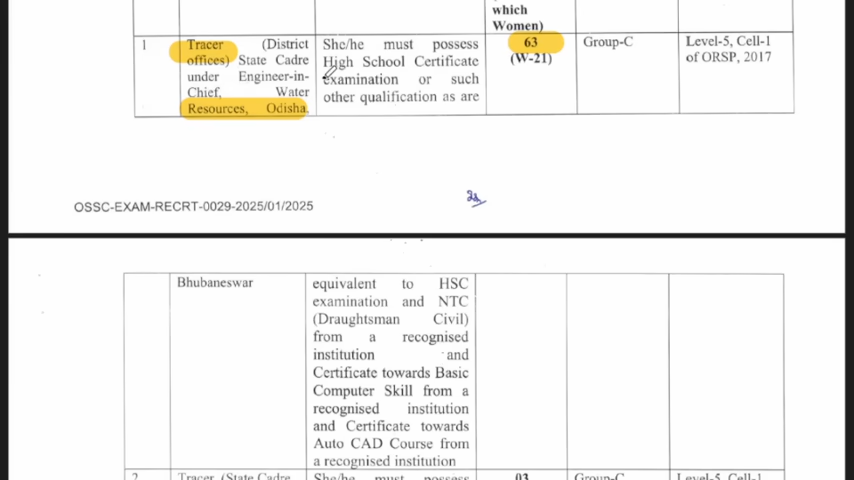 which
Women)
1 Tracer (District She/he must possess 63 Group-C Level-5, Cell-1
offices) State Cadre High School Certificate (W-21) of ORSP, 2017
under Engineer-in- examination or such
Chief, Water other qualification as are
Resources, Odisha,
OSSC-EXAM-RECRT-0029-2025/01/2025
Bhubaneswar equivalent to HSC
examination and NTC
(Draughtsman Civil)
from a recognised
institution and
Certificate towards Basic
Computer Skill from a
recognised institution
and Certificate towards
Auto CAD Course from
a recognised institution
2 Tracer (State Cadre She/he must possess 03 Group-C Level-5, Cell-1